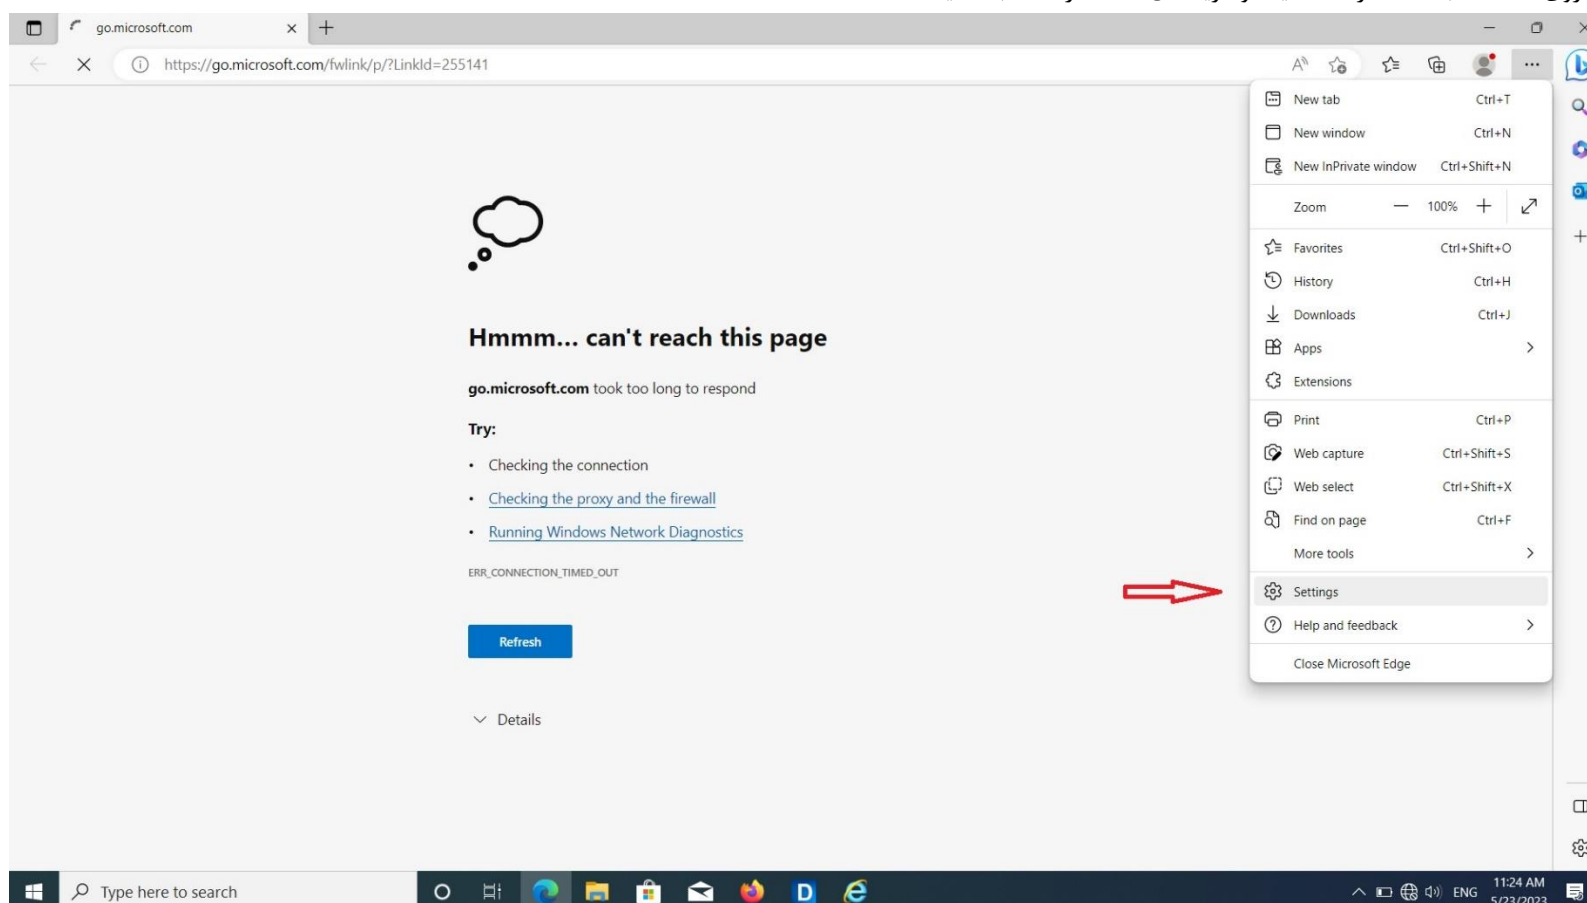 go.microsoft.com
https://go.microsoft.com/fwlink/p/?LinkId=255141
New tab Ctrl+T
New window Ctrl+N
New InPrivate window Ctrl+Shift+N
Zoom 100%
Favorites Ctrl+Shift+O
History Ctrl+H
Downloads Ctrl+J
Apps
Extensions
Print Ctrl+P
Web capture Ctrl+Shift+S
Web select Ctrl+Shift+X
Find on page Ctrl+F
More tools
Settings
Help and feedback
Close Microsoft Edge
Hmmm... can't reach this page
go.microsoft.com took too long to respond
Try:
• Checking the connection
• Checking the proxy and the firewall
• Running Windows Network Diagnostics
ERR_CONNECTION_TIMED_OUT
Refresh
Details
Type here to search
ENG
11:24 AM
5/23/2023